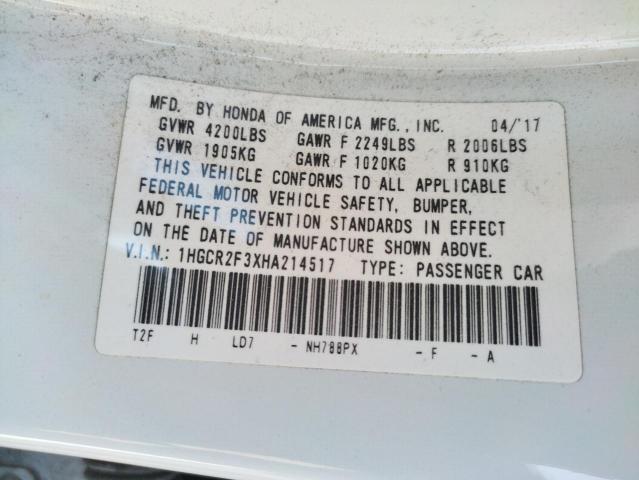 MFD. BY HONDA OF AMERICA MFG., INC. 04/'17
GVWR 4200LBS GAWR F 2249LBS R 2006LBS
GVWR 1905KG GAWR F 1020KG R 910KG
THIS VEHICLE CONFORMS TO ALL APPLICABLE
FEDERAL MOTOR VEHICLE SAFETY, BUMPER,
AND THEFT PREVENTION STANDARDS IN EFFECT
ON THE DATE OF MANUFACTURE SHOWN ABOVE.
V.I.N.: 1HGCR2F3XHA214517 TYPE: PASSENGER CAR
T2F H LD7 - NH788PX - F - A